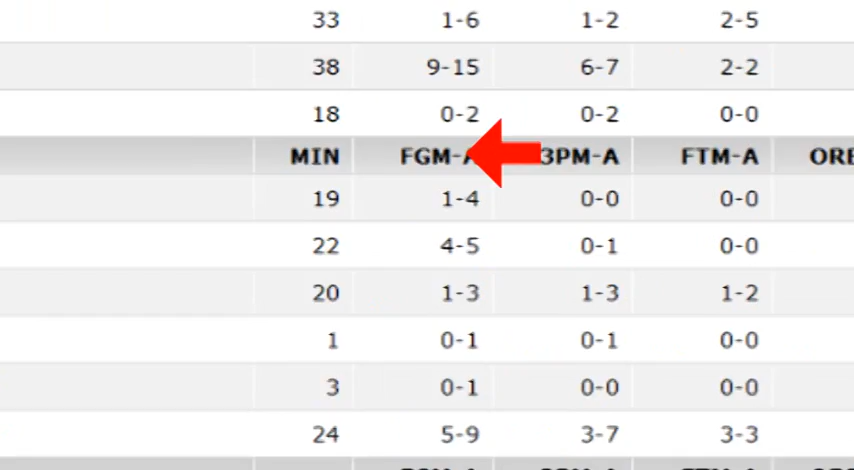 33 1-6 1-2 2-5
38 9-15 6-7 2-2
18 0-2 0-2 0-0
MIN FGM-A 3PM-A FTM-A ORE
19 1-4 0-0 0-0
22 4-5 0-1 0-0
20 1-3 1-3 1-2
1 0-1 0-1 0-0
3 0-1 0-0 0-0
24 5-9 3-7 3-3